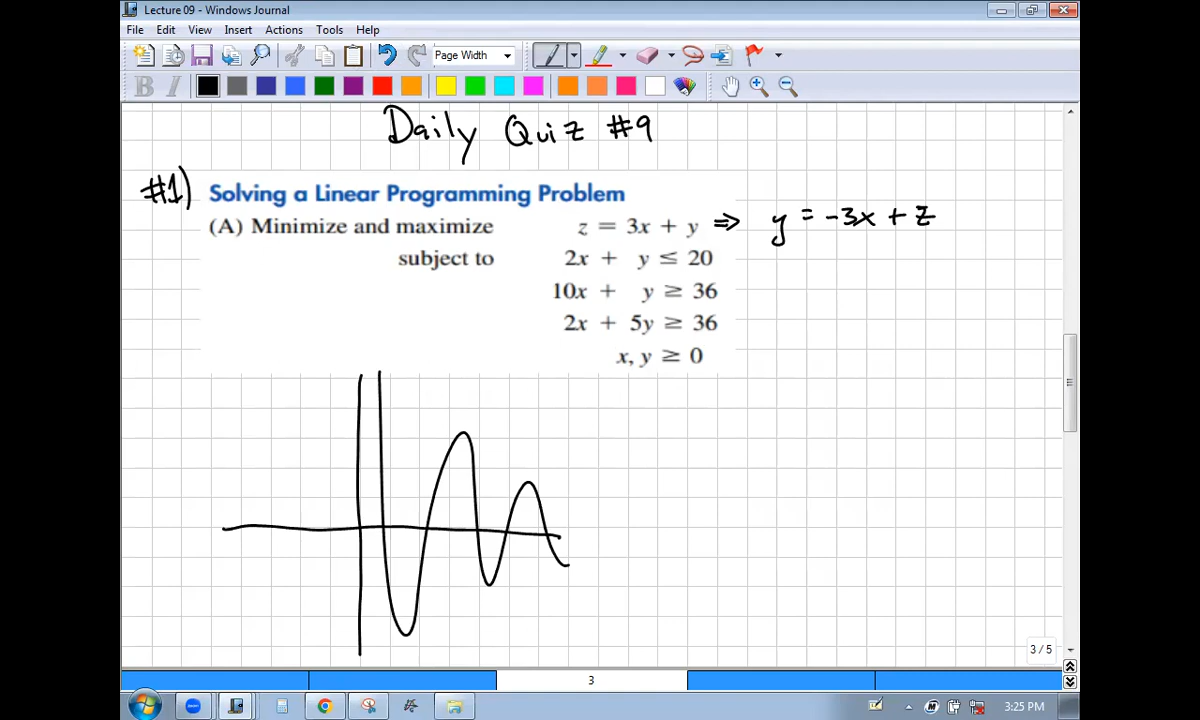 Lecture 09 - Windows Journal
File Edit View Insert Actions Tools Help
Page Width
B I
Daily Quiz #9
#1) Solving a Linear Programming Problem
(A) Minimize and maximize z = 3x + y ⇒ y = -3x + z
subject to 2x + y ≤ 20
10x + y ≥ 36
2x + 5y ≥ 36
x, y ≥ 0
3 / 5
3
3:25 PM